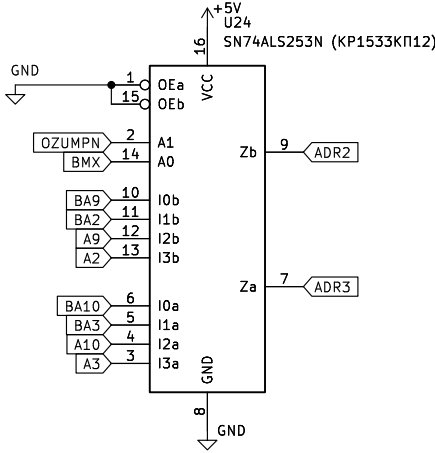 +5V
U24
SN74ALS253N (КР1533КП12)
16
VCC
GND
1 OEa
15 OEb
OZUMPN 2 A1
BMX 14 A0
Zb 9 ADR2
BA9 10 I0b
BA2 11 I1b
A9 12 I2b
A2 13 I3b
Za 7 ADR3
BA10 6 I0a
BA3 5 I1a
A10 4 I2a
A3 3 I3a
GND
8
GND